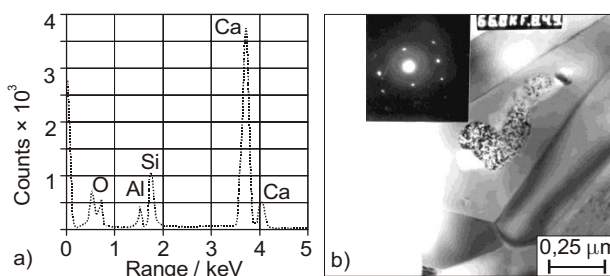 Counts × 10³
4
3
2
1
0
0 1 2 3 4 5
Range / keV
O
Al
Si
Ca
Ca
a)
b)
0,25 µm